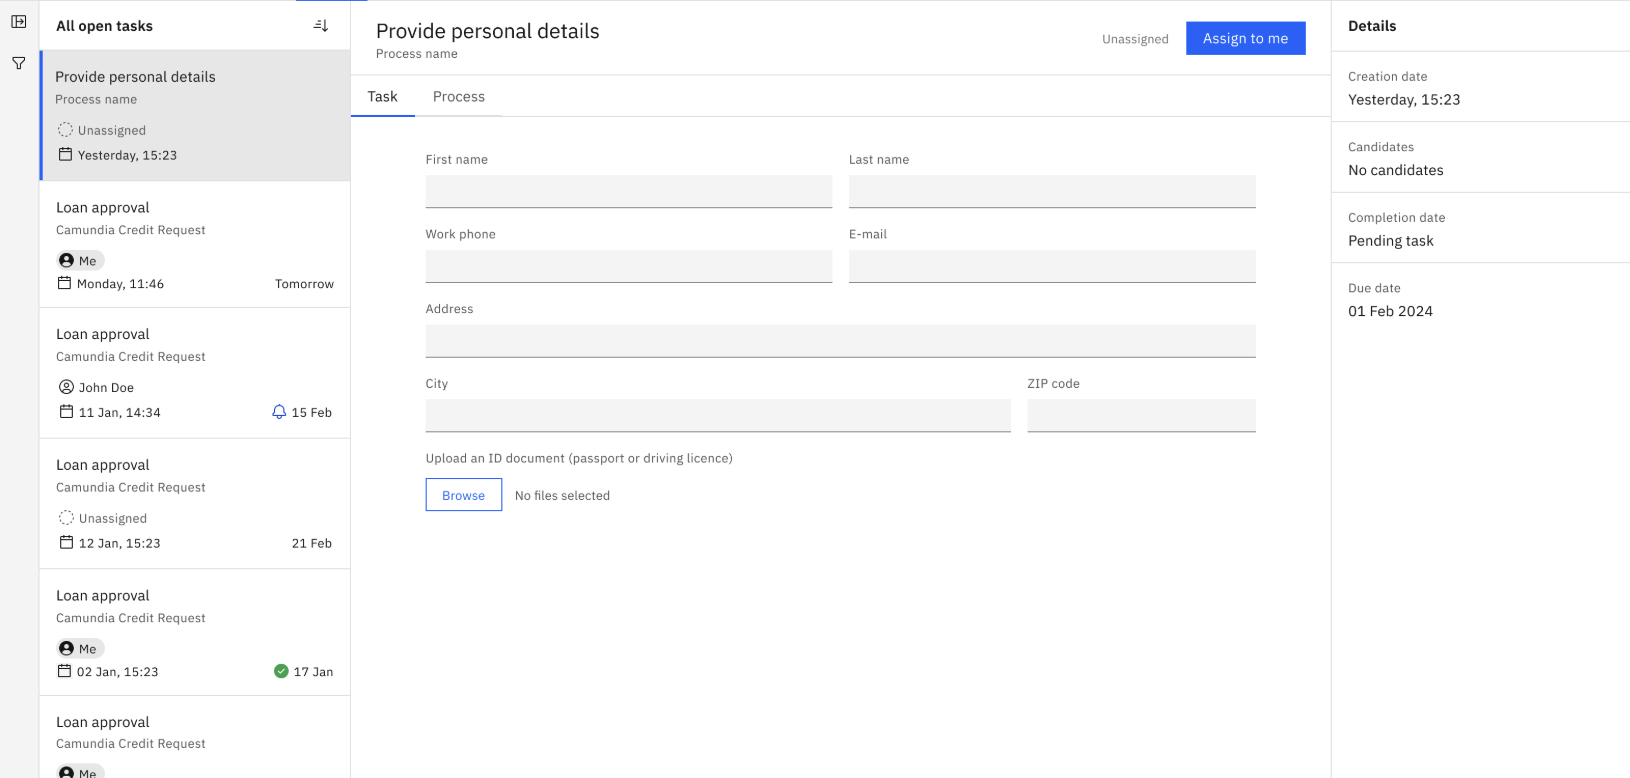 All open tasks
Provide personal details
Process name
Unassigned
Yesterday, 15:23
Loan approval
Camundia Credit Request
Me
Monday, 11:46 Tomorrow
Loan approval
Camundia Credit Request
John Doe
11 Jan, 14:34 15 Feb
Loan approval
Camundia Credit Request
Unassigned
12 Jan, 15:23 21 Feb
Loan approval
Camundia Credit Request
Me
02 Jan, 15:23 17 Jan
Loan approval
Camundia Credit Request
Me
Provide personal details
Process name
Unassigned
Assign to me
Task Process
First name Last name
Work phone E-mail
Address
City ZIP code
Upload an ID document (passport or driving licence)
Browse No files selected
Details
Creation date
Yesterday, 15:23
Candidates
No candidates
Completion date
Pending task
Due date
01 Feb 2024